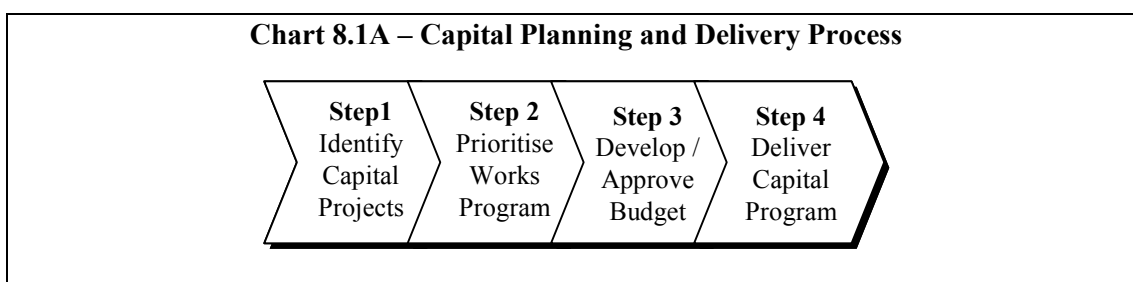 Chart 8.1A – Capital Planning and Delivery Process
Step1
Identify
Capital
Projects
Step 2
Prioritise
Works
Program
Step 3
Develop /
Approve
Budget
Step 4
Deliver
Capital
Program